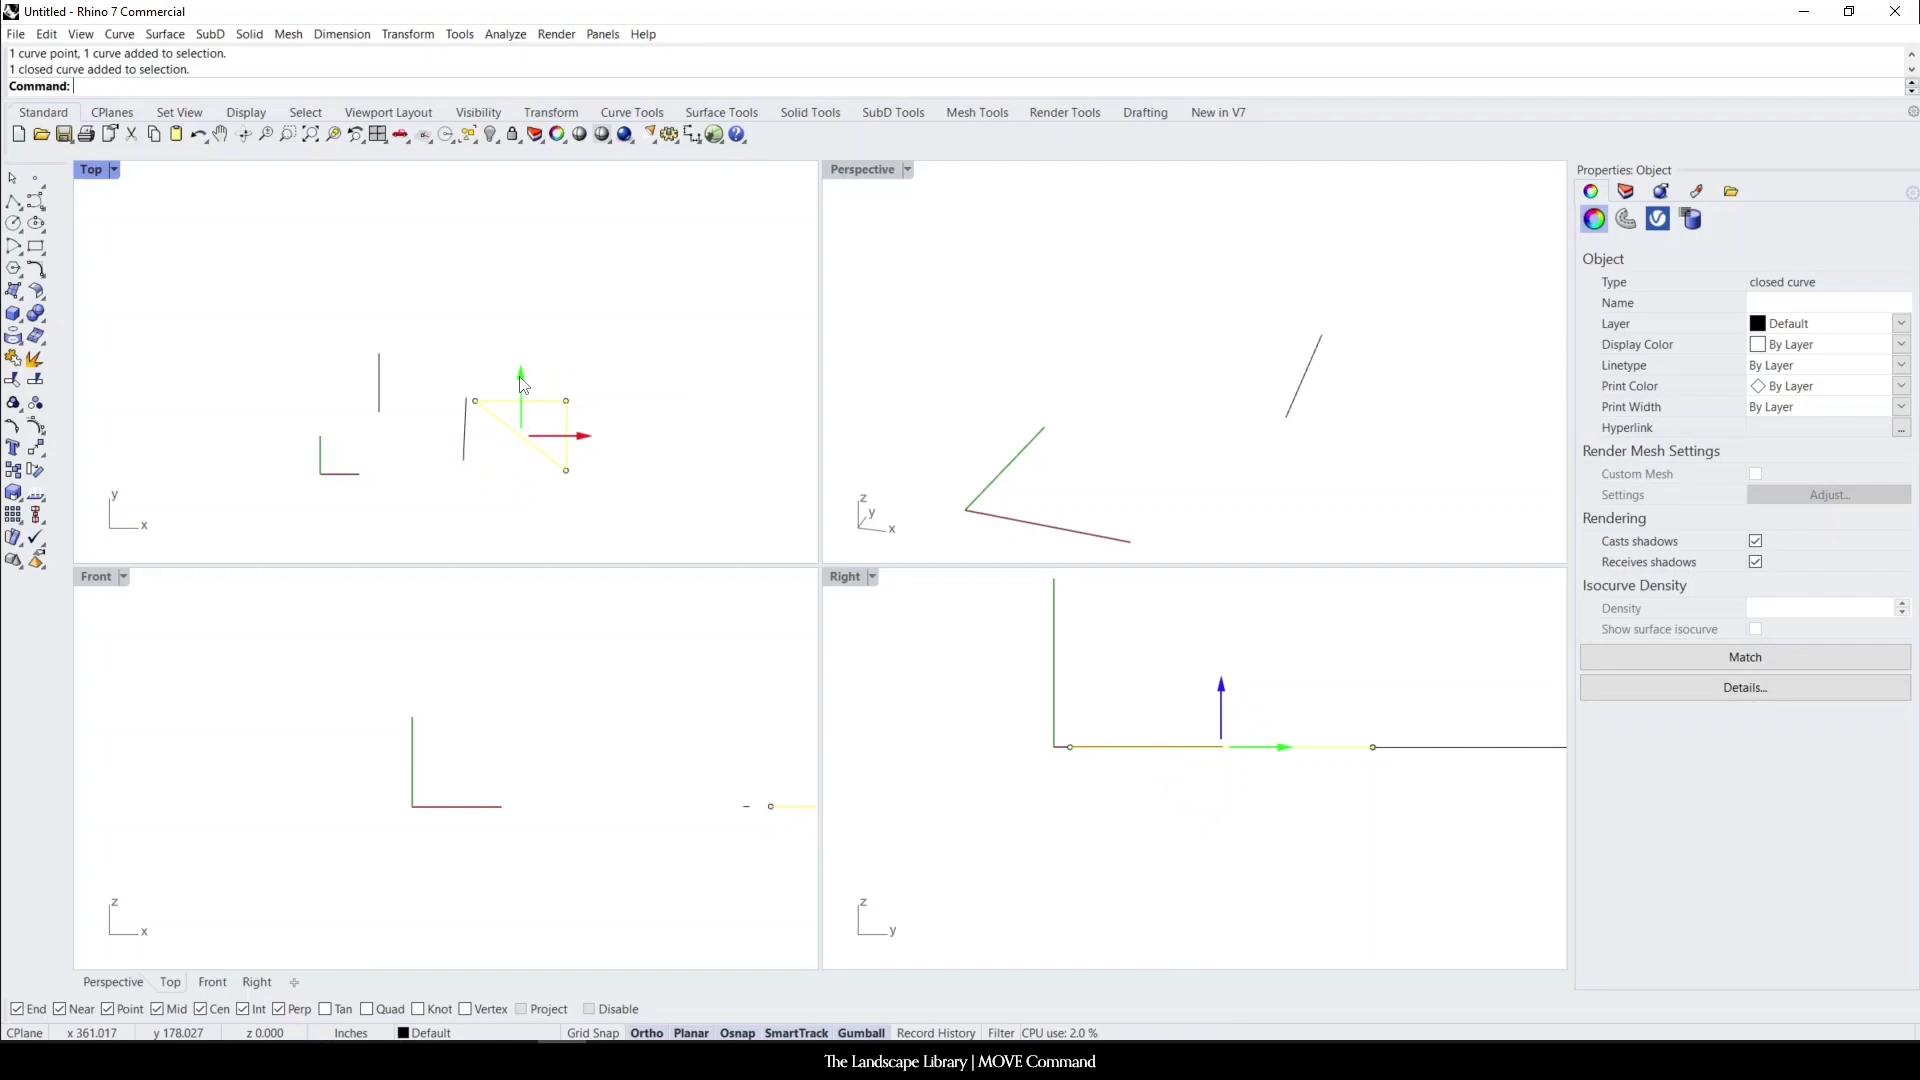 Untitled - Rhino 7 Commercial
File Edit View Curve Surface SubD Solid Mesh Dimension Transform Tools Analyze Render Panels Help
1 curve point, 1 curve added to selection.
1 closed curve added to selection.
Command:
Standard CPlanes Set View Display Select Viewport Layout Visibility Transform Curve Tools Surface Tools Solid Tools SubD Tools Mesh Tools Render Tools Drafting New in V7
Top
y
x
Perspective
z
y
x
Front
z
x
Right
z
y
Properties: Object
Object
Type closed curve
Name
Layer Default
Display Color By Layer
Linetype By Layer
Print Color By Layer
Print Width By Layer
Hyperlink ...
Render Mesh Settings
Custom Mesh
Settings Adjust...
Rendering
Casts shadows
Receives shadows
Isocurve Density
Density
Show surface isocurve
Match
Details...
Perspective Top Front Right
End Near Point Mid Cen Int Perp Tan Quad Knot Vertex Project Disable
CPlane x 361.017 y 178.027 z 0.000 Inches Default Grid Snap Ortho Planar Osnap SmartTrack Gumball Record History Filter CPU use: 2.0 %
The Landscape Library | MOVE Command